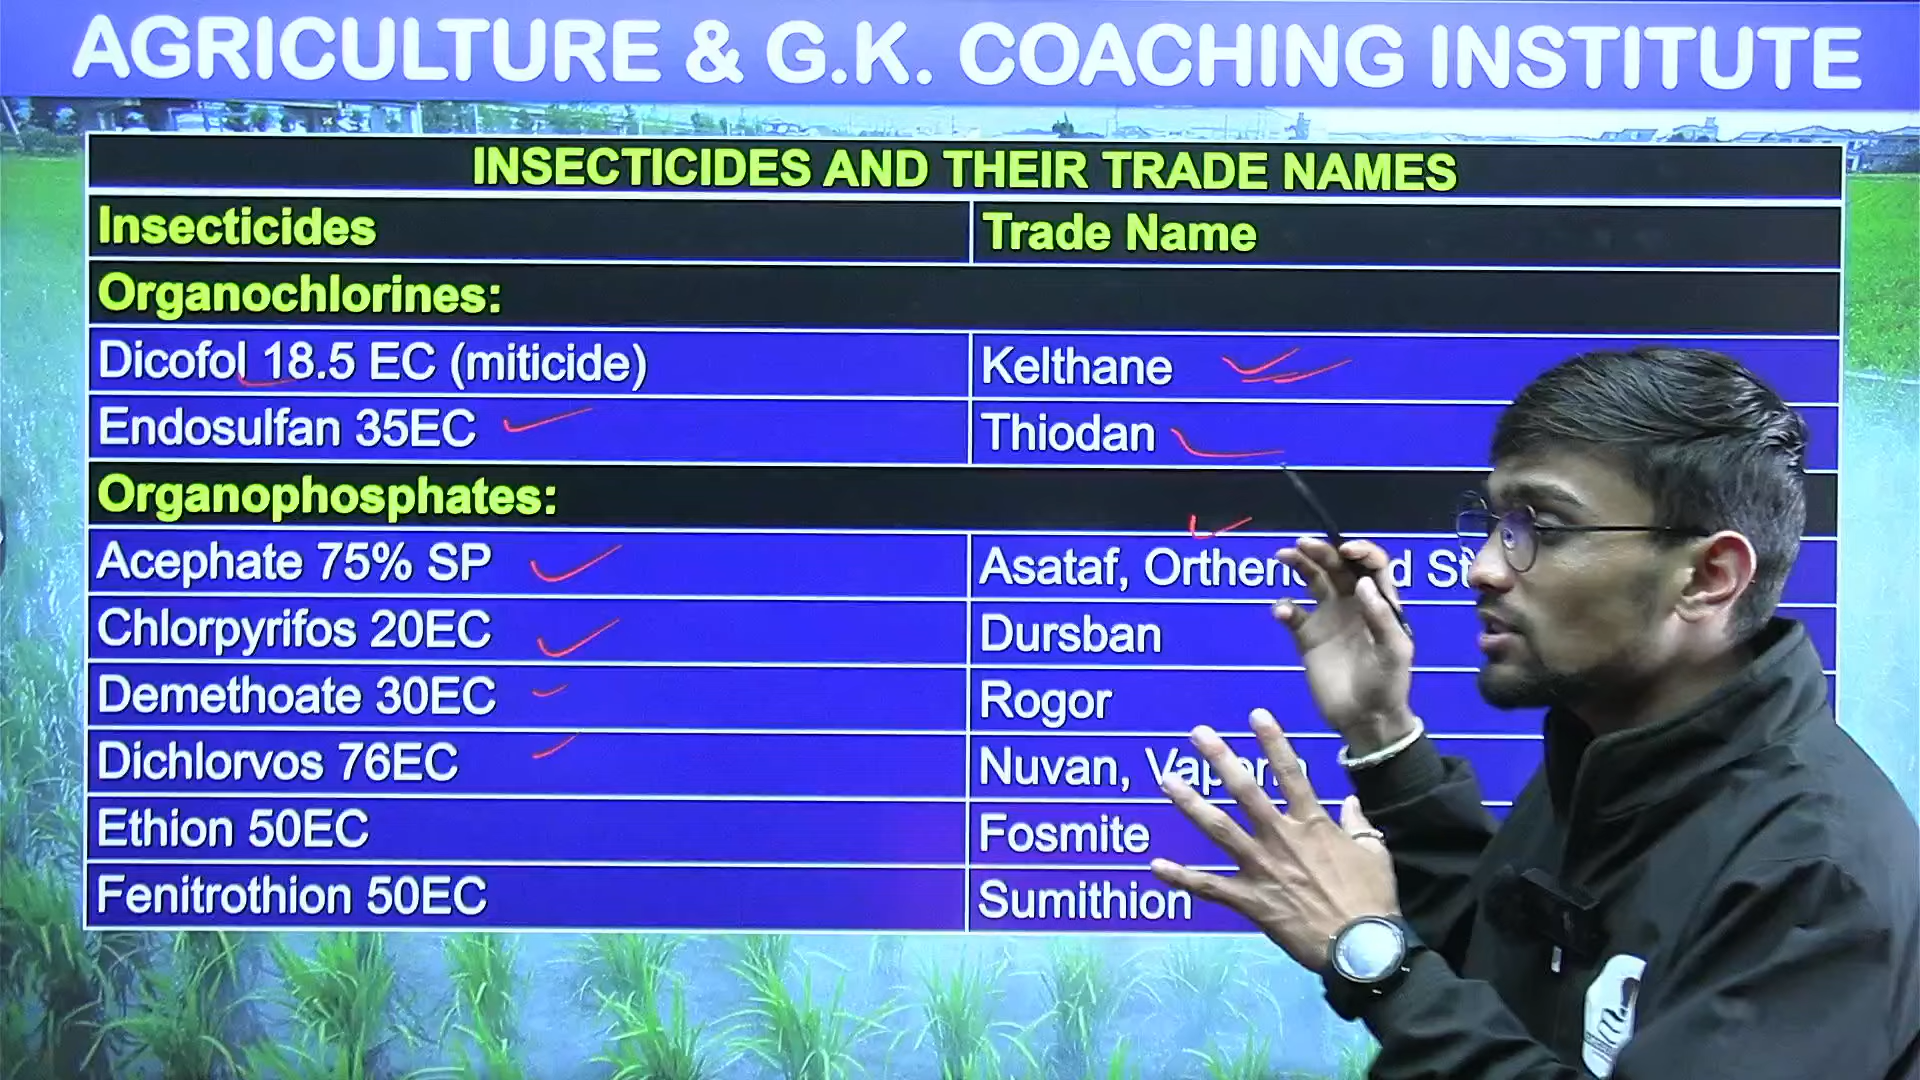 AGRICULTURE & G.K. COACHING INSTITUTE
INSECTICIDES AND THEIR TRADE NAMES
Insecticides Trade Name
Organochlorines:
Dicofol 18.5 EC (miticide) Kelthane
Endosulfan 35EC Thiodan
Organophosphates:
Acephate 75% SP Asataf,
Chlorpyrifos 20EC Dursban
Demethoate 30EC Rogor
Dichlorvos 76EC Nuvan,
Ethion 50EC Fosmite
Fenitrothion 50EC Sumithion